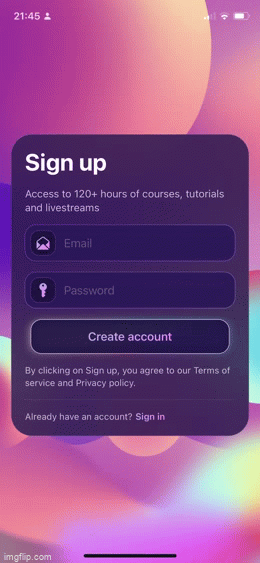 21:45
Sign up
Access to 120+ hours of courses, tutorials
and livestreams
Email
Password
Create account
By clicking on Sign up, you agree to our Terms of
service and Privacy policy.
Already have an account? Sign in
imgflip.com